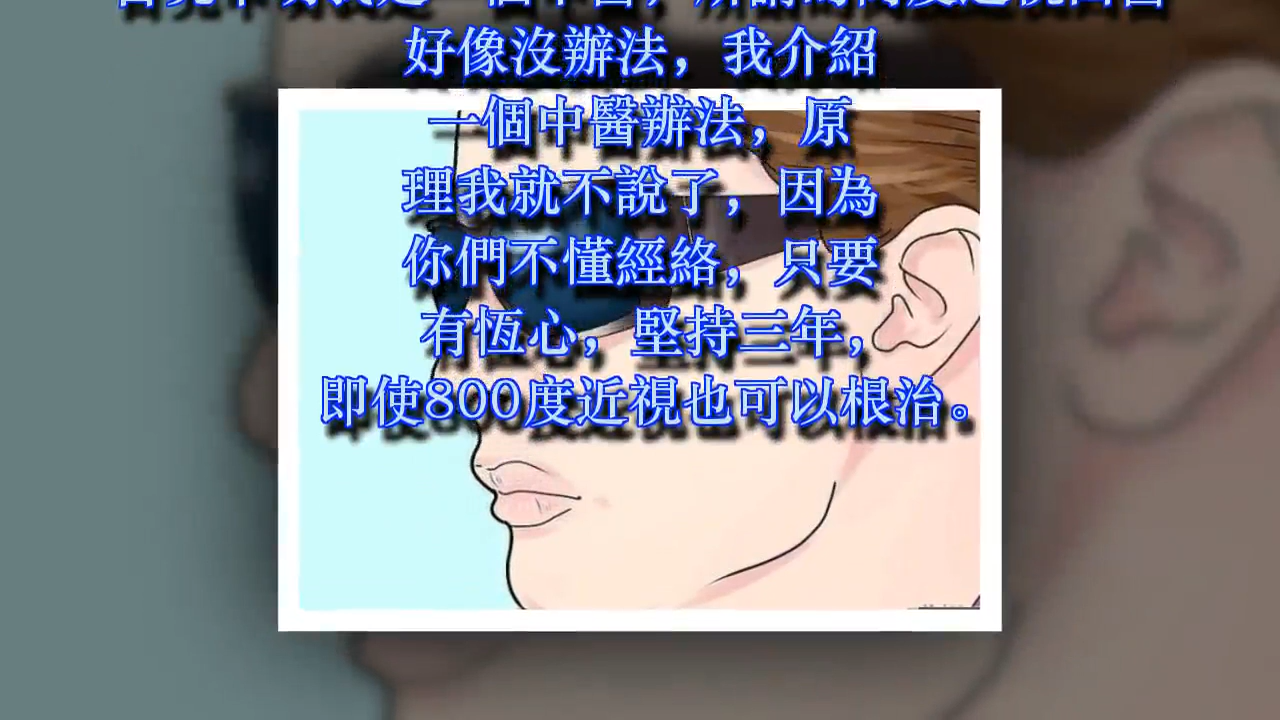 好像沒辦法，我介紹
一個中醫辦法，原
理我就不說了，因為
你們不懂經絡，只要
有恆心，堅持三年，
即使800度近視也可以根治。